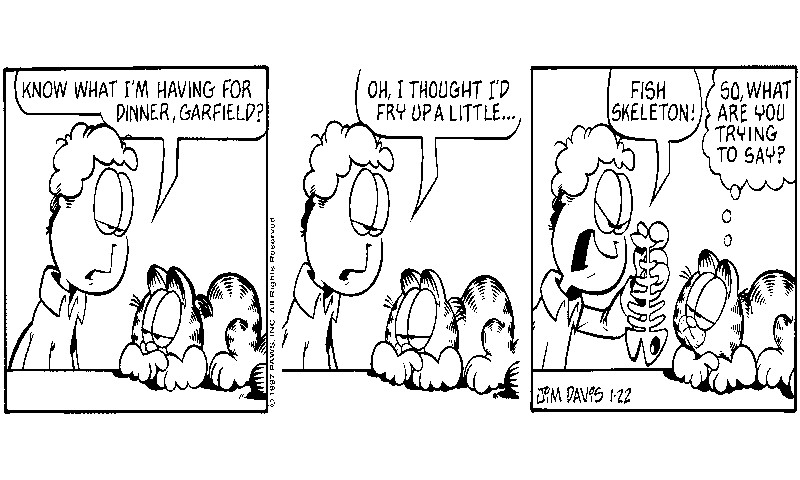 KNOW WHAT I'M HAVING FOR
DINNER, GARFIELD?
© 1987 PAWS, INC. All Rights Reserved
OH, I THOUGHT I'D
FRY UP A LITTLE...
FISH
SKELETON!
SO, WHAT
ARE YOU
TRYING
TO SAY?
JIM DAVIS 1-22